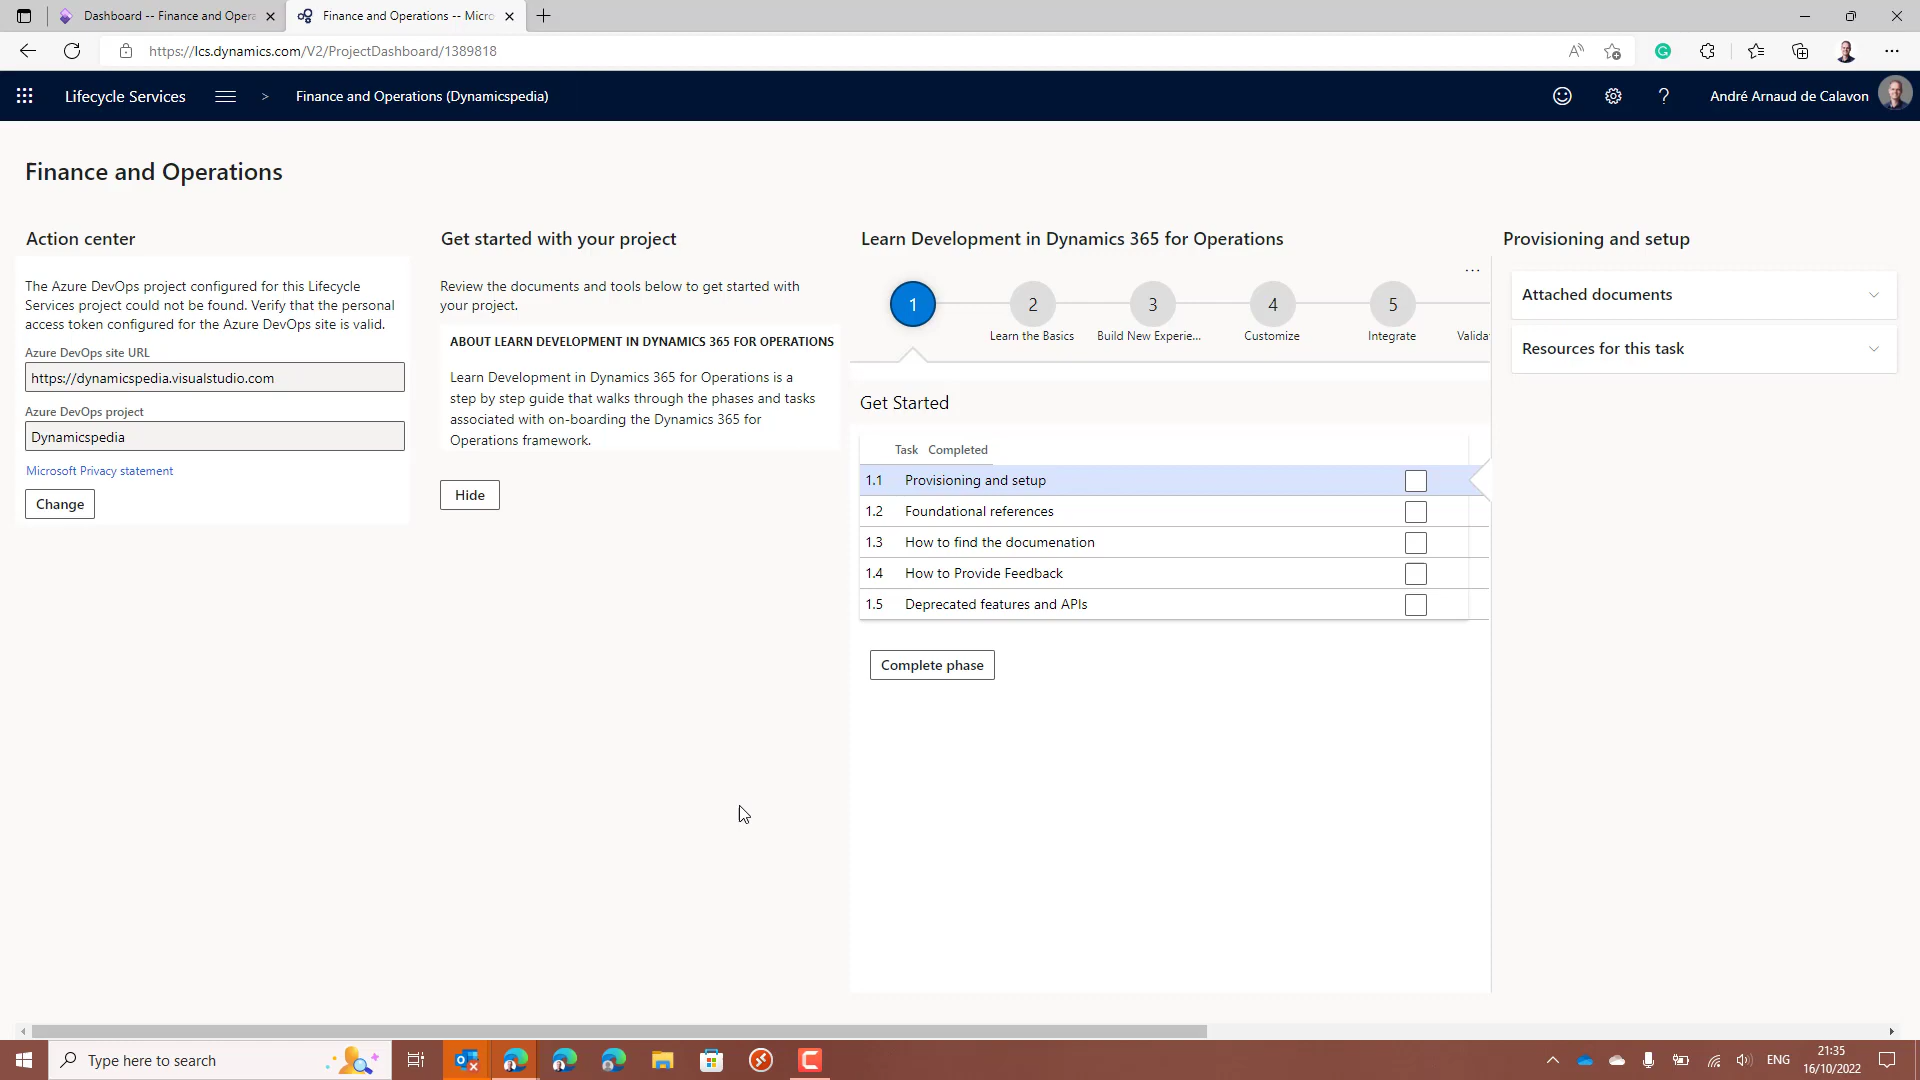 Dashboard -- Finance and Opera
Finance and Operations -- Micro
https://lcs.dynamics.com/V2/ProjectDashboard/1389818
Lifecycle Services
>
Finance and Operations (Dynamicspedia)
?
André Arnaud de Calavon
Finance and Operations
Action center
The Azure DevOps project configured for this Lifecycle
Services project could not be found. Verify that the personal
access token configured for the Azure DevOps site is valid.
Azure DevOps site URL
https://dynamicspedia.visualstudio.com
Azure DevOps project
Dynamicspedia
Microsoft Privacy statement
Change
Get started with your project
Review the documents and tools below to get started with
your project.
ABOUT LEARN DEVELOPMENT IN DYNAMICS 365 FOR OPERATIONS
Learn Development in Dynamics 365 for Operations is a
step by step guide that walks through the phases and tasks
associated with on-boarding the Dynamics 365 for
Operations framework.
Hide
Learn Development in Dynamics 365 for Operations
...
1 2 3 4 5
Learn the Basics Build New Experie... Customize Integrate Valida
Get Started
Task Completed
1.1 Provisioning and setup
1.2 Foundational references
1.3 How to find the documenation
1.4 How to Provide Feedback
1.5 Deprecated features and APIs
Complete phase
Provisioning and setup
Attached documents
Resources for this task
Type here to search
ENG
21:35
16/10/2022